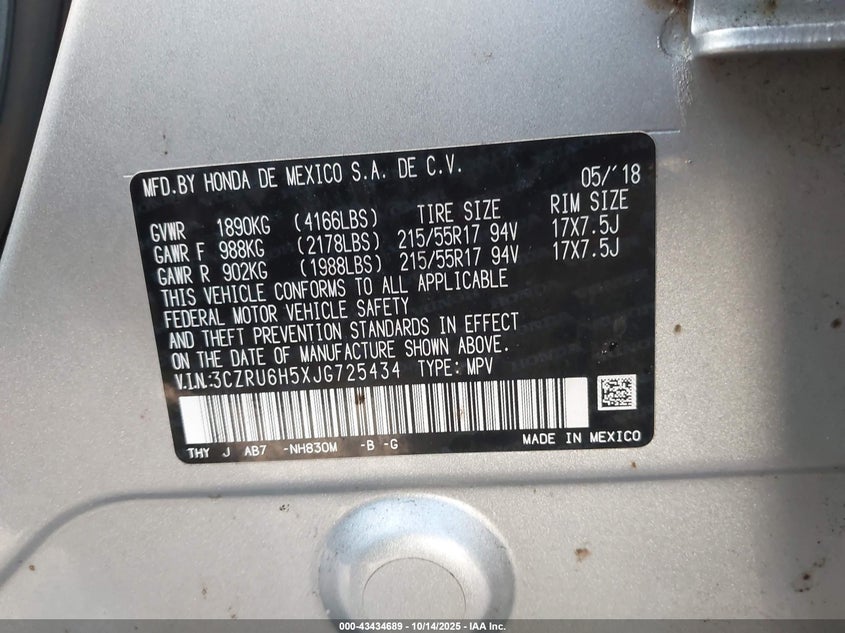 MFD.BY HONDA DE MEXICO S.A. DE C.V. 05/'18
GVWR 1890KG (4166LBS) TIRE SIZE RIM SIZE
GAWR F 988KG (2178LBS) 215/55R17 94V 17X7.5J
GAWR R 902KG (1988LBS) 215/55R17 94V 17X7.5J
THIS VEHICLE CONFORMS TO ALL APPLICABLE
FEDERAL MOTOR VEHICLE SAFETY
AND THEFT PREVENTION STANDARDS IN EFFECT
ON THE DATE OF MANUFACTURE SHOWN ABOVE.
V.I.N.:3CZRU6H5XJG725434 TYPE: MPV
THY J AB7 -NH830M -B -G MADE IN MEXICO
000-43434689 | 10/14/2025 - IAA Inc.